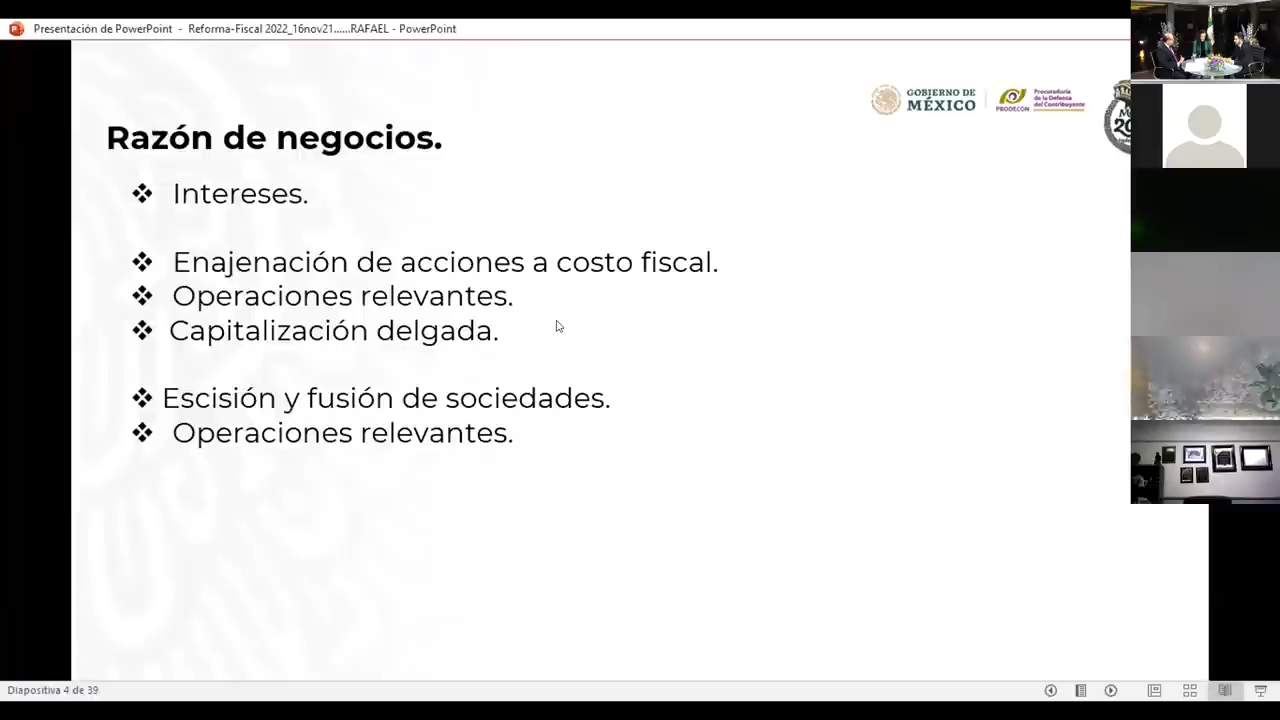 Presentación de PowerPoint - Reforma-Fiscal 2022_16nov21......RAFAEL - PowerPoint
GOBIERNO DE
MÉXICO
PRODECON
Procuraduría
de la Defensa
del Contribuyente
Razón de negocios.
❖ Intereses.
❖ Enajenación de acciones a costo fiscal.
❖ Operaciones relevantes.
❖ Capitalización delgada.
❖ Escisión y fusión de sociedades.
❖ Operaciones relevantes.
Diapositiva 4 de 39